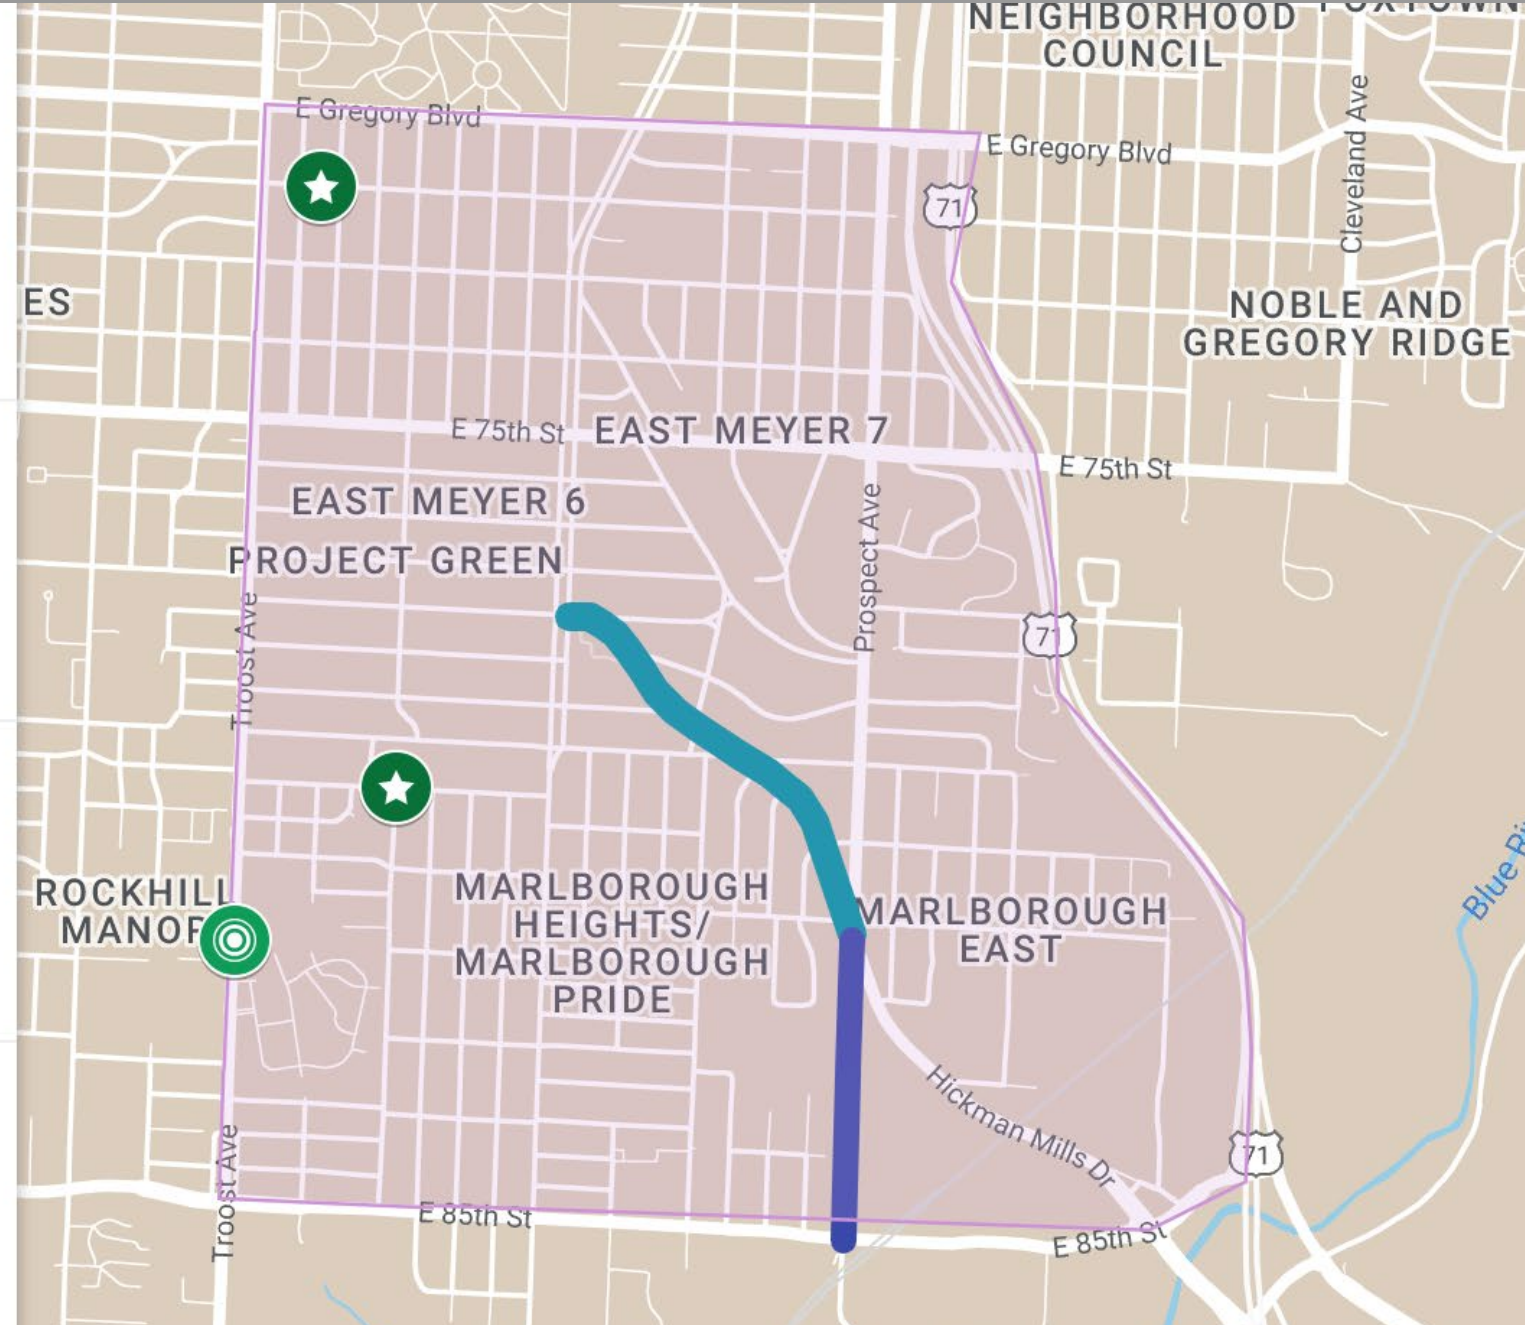 NEIGHBORHOOD
COUNCIL
E Gregory Blvd
E Gregory Blvd
Cleveland Ave
71
ES
NOBLE AND
GREGORY RIDGE
E 75th St
EAST MEYER 7
E 75th St
EAST MEYER 6
PROJECT GREEN
Prospect Ave
Troost Ave
71
ROCKHILL
MANOR
MARLBOROUGH
HEIGHTS/
MARLBOROUGH
PRIDE
MARLBOROUGH
EAST
Blue Ri
Hickman Mills Dr
71
Troost Ave
E 85th St
E 85th St